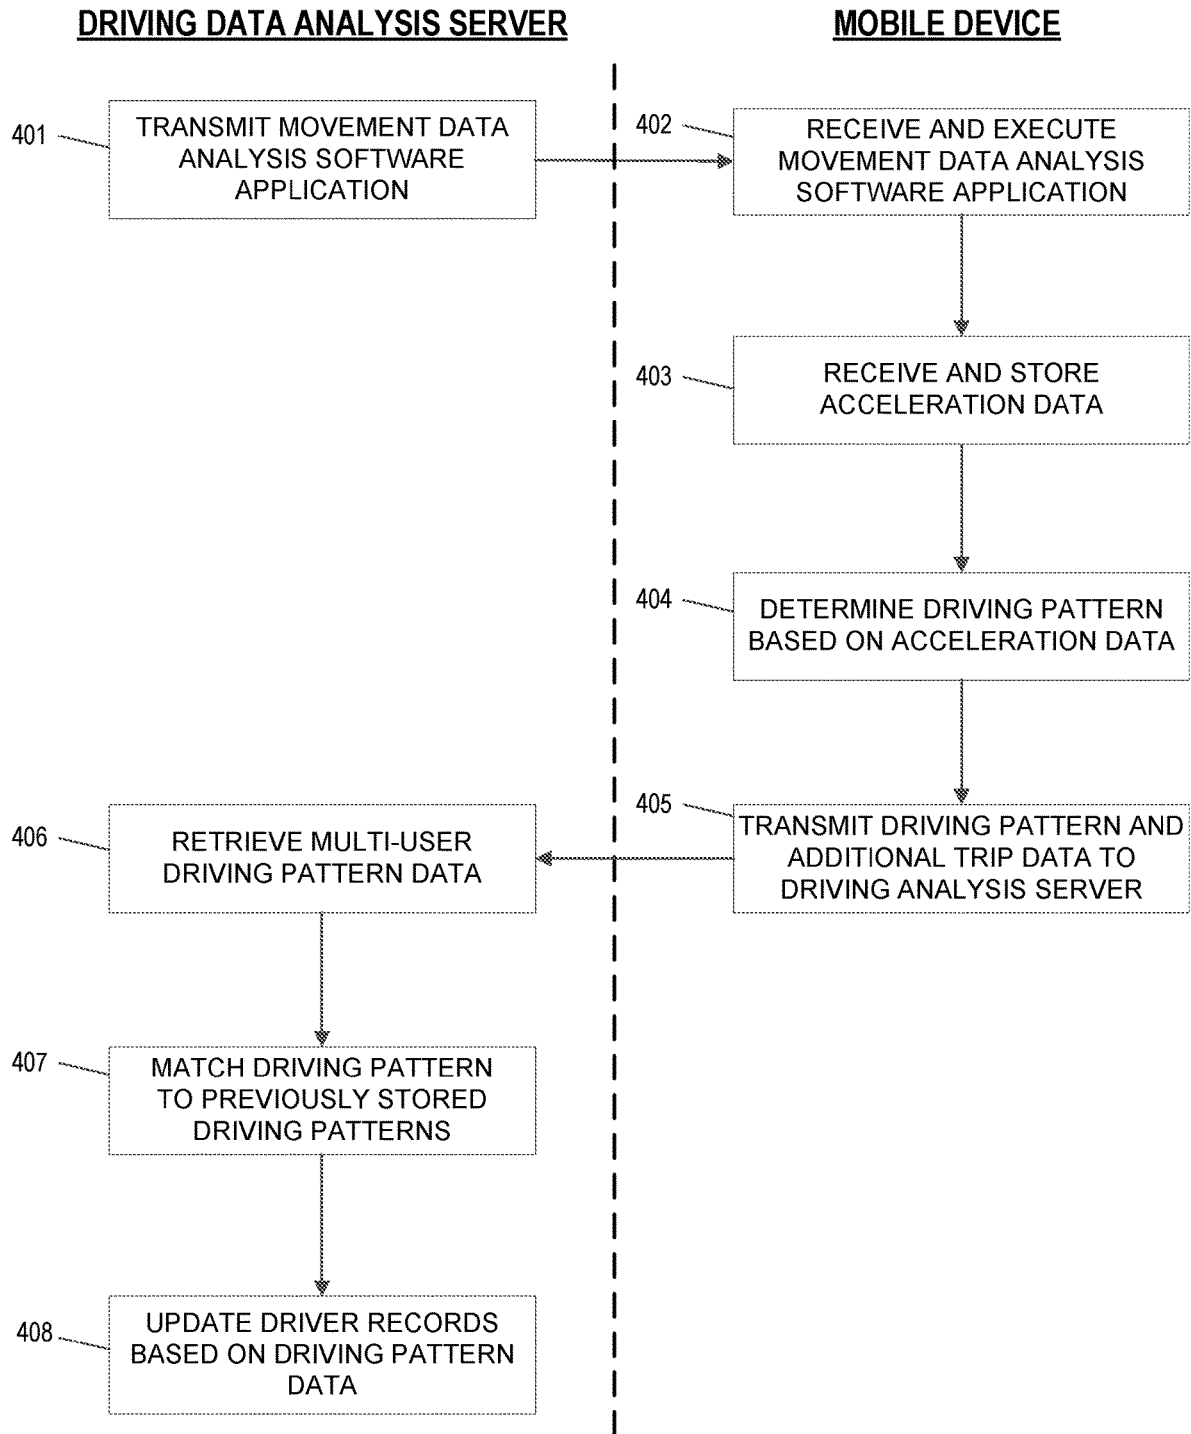 DRIVING DATA ANALYSIS SERVER
MOBILE DEVICE
401
TRANSMIT MOVEMENT DATA
ANALYSIS SOFTWARE
APPLICATION
402
RECEIVE AND EXECUTE
MOVEMENT DATA ANALYSIS
SOFTWARE APPLICATION
403
RECEIVE AND STORE
ACCELERATION DATA
404
DETERMINE DRIVING PATTERN
BASED ON ACCELERATION DATA
405
TRANSMIT DRIVING PATTERN AND
ADDITIONAL TRIP DATA TO
DRIVING ANALYSIS SERVER
406
RETRIEVE MULTI-USER
DRIVING PATTERN DATA
407
MATCH DRIVING PATTERN
TO PREVIOUSLY STORED
DRIVING PATTERNS
408
UPDATE DRIVER RECORDS
BASED ON DRIVING PATTERN
DATA